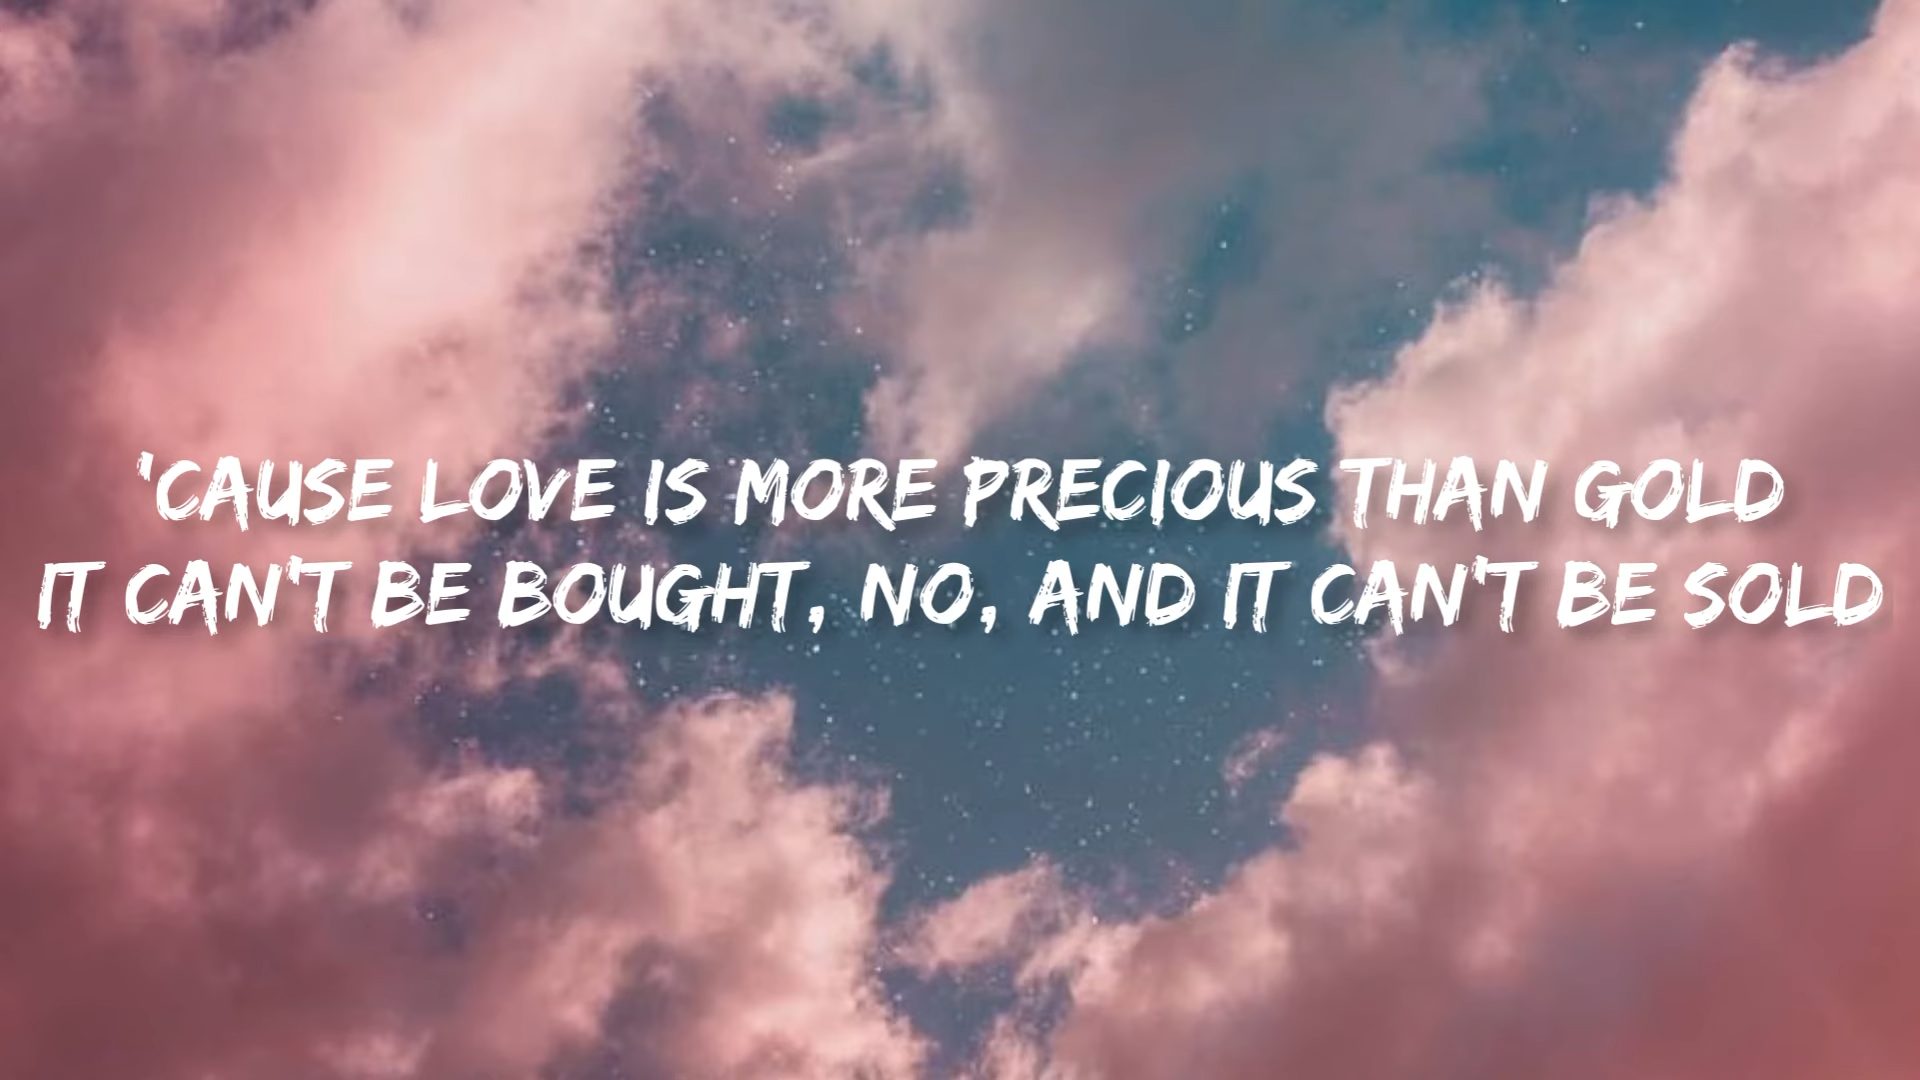 'CAUSE LOVE IS MORE PRECIOUS THAN GOLD
IT CAN'T BE BOUGHT, NO, AND IT CAN'T BE SOLD